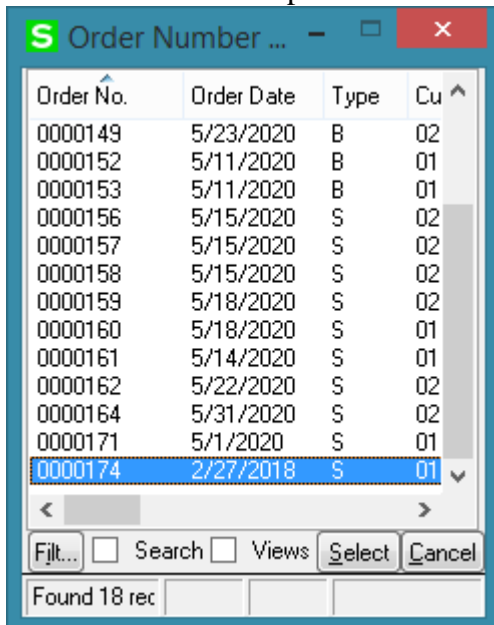 S Order Number ...
Order No. Order Date Type Cu
0000149 5/23/2020 B 02
0000152 5/11/2020 B 01
0000153 5/11/2020 B 01
0000156 5/15/2020 S 02
0000157 5/15/2020 S 02
0000158 5/15/2020 S 02
0000159 5/18/2020 S 02
0000160 5/18/2020 S 01
0000161 5/14/2020 S 01
0000162 5/22/2020 S 02
0000164 5/31/2020 S 02
0000171 5/1/2020 S 01
0000174 2/27/2018 S 01
Filt... Search Views Select Cancel
Found 18 rec